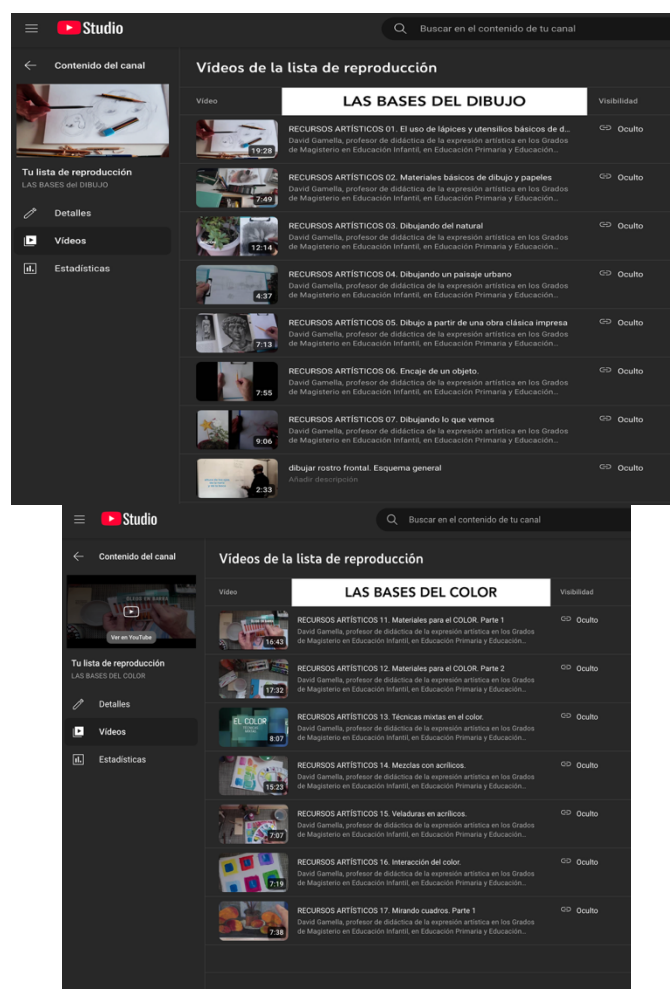 Studio
Buscar en el contenido de tu canal
Contenido del canal
Vídeos de la lista de reproducción
Vídeo
LAS BASES DEL DIBUJO
Visibilidad
19:28
RECURSOS ARTÍSTICOS 01. El uso de lápices y utensilios básicos de d...
David Gamella, profesor de didáctica de la expresión artística en los Grados
de Magisterio en Educación Infantil, en Educación Primaria y Educación...
Oculto
Tu lista de reproducción
LAS BASES del DIBUJO
Detalles
Vídeos
Estadísticas
7:49
RECURSOS ARTÍSTICOS 02. Materiales básicos de dibujo y papeles
David Gamella, profesor de didáctica de la expresión artística en los Grados
de Magisterio en Educación Infantil, en Educación Primaria y Educación...
Oculto
12:14
RECURSOS ARTÍSTICOS 03. Dibujando del natural
David Gamella, profesor de didáctica de la expresión artística en los Grados
de Magisterio en Educación Infantil, en Educación Primaria y Educación...
Oculto
4:37
RECURSOS ARTÍSTICOS 04. Dibujando un paisaje urbano
David Gamella, profesor de didáctica de la expresión artística en los Grados
de Magisterio en Educación Infantil, en Educación Primaria y Educación...
Oculto
7:13
RECURSOS ARTÍSTICOS 05. Dibujo a partir de una obra clásica impresa
David Gamella, profesor de didáctica de la expresión artística en los Grados
de Magisterio en Educación Infantil, en Educación Primaria y Educación...
Oculto
7:55
RECURSOS ARTÍSTICOS 06. Encaje de un objeto.
David Gamella, profesor de didáctica de la expresión artística en los Grados
de Magisterio en Educación Infantil, en Educación Primaria y Educación...
Oculto
9:06
RECURSOS ARTÍSTICOS 07. Dibujando lo que vemos
David Gamella, profesor de didáctica de la expresión artística en los Grados
de Magisterio en Educación Infantil, en Educación Primaria y Educación...
Oculto
2:33
dibujar rostro frontal. Esquema general
Añadir descripción
Oculto
Studio
Buscar en el contenido de tu canal
Contenido del canal
Vídeos de la lista de reproducción
Vídeo
LAS BASES DEL COLOR
Visibilidad
Ver en YouTube
Tu lista de reproducción
LAS BASES DEL COLOR
Detalles
Vídeos
Estadísticas
16:43
RECURSOS ARTÍSTICOS 11. Materiales para el COLOR. Parte 1
David Gamella, profesor de didáctica de la expresión artística en los Grados
de Magisterio en Educación Infantil, en Educación Primaria y Educación...
Oculto
17:32
RECURSOS ARTÍSTICOS 12. Materiales para el COLOR. Parte 2
David Gamella, profesor de didáctica de la expresión artística en los Grados
de Magisterio en Educación Infantil, en Educación Primaria y Educación...
Oculto
EL COLOR
8:07
RECURSOS ARTÍSTICOS 13. Técnicas mixtas en el color.
David Gamella, profesor de didáctica de la expresión artística en los Grados
de Magisterio en Educación Infantil, en Educación Primaria y Educación...
Oculto
15:23
RECURSOS ARTÍSTICOS 14. Mezclas con acrílicos.
David Gamella, profesor de didáctica de la expresión artística en los Grados
de Magisterio en Educación Infantil, en Educación Primaria y Educación...
Oculto
7:07
RECURSOS ARTÍSTICOS 15. Veladuras en acrílicos.
David Gamella, profesor de didáctica de la expresión artística en los Grados
de Magisterio en Educación Infantil, en Educación Primaria y Educación...
Oculto
7:19
RECURSOS ARTÍSTICOS 16. Interacción del color.
David Gamella, profesor de didáctica de la expresión artística en los Grados
de Magisterio en Educación Infantil, en Educación Primaria y Educación...
Oculto
7:38
RECURSOS ARTÍSTICOS 17. Mirando cuadros. Parte 1
David Gamella, profesor de didáctica de la expresión artística en los Grados
de Magisterio en Educación Infantil, en Educación Primaria y Educación...
Oculto